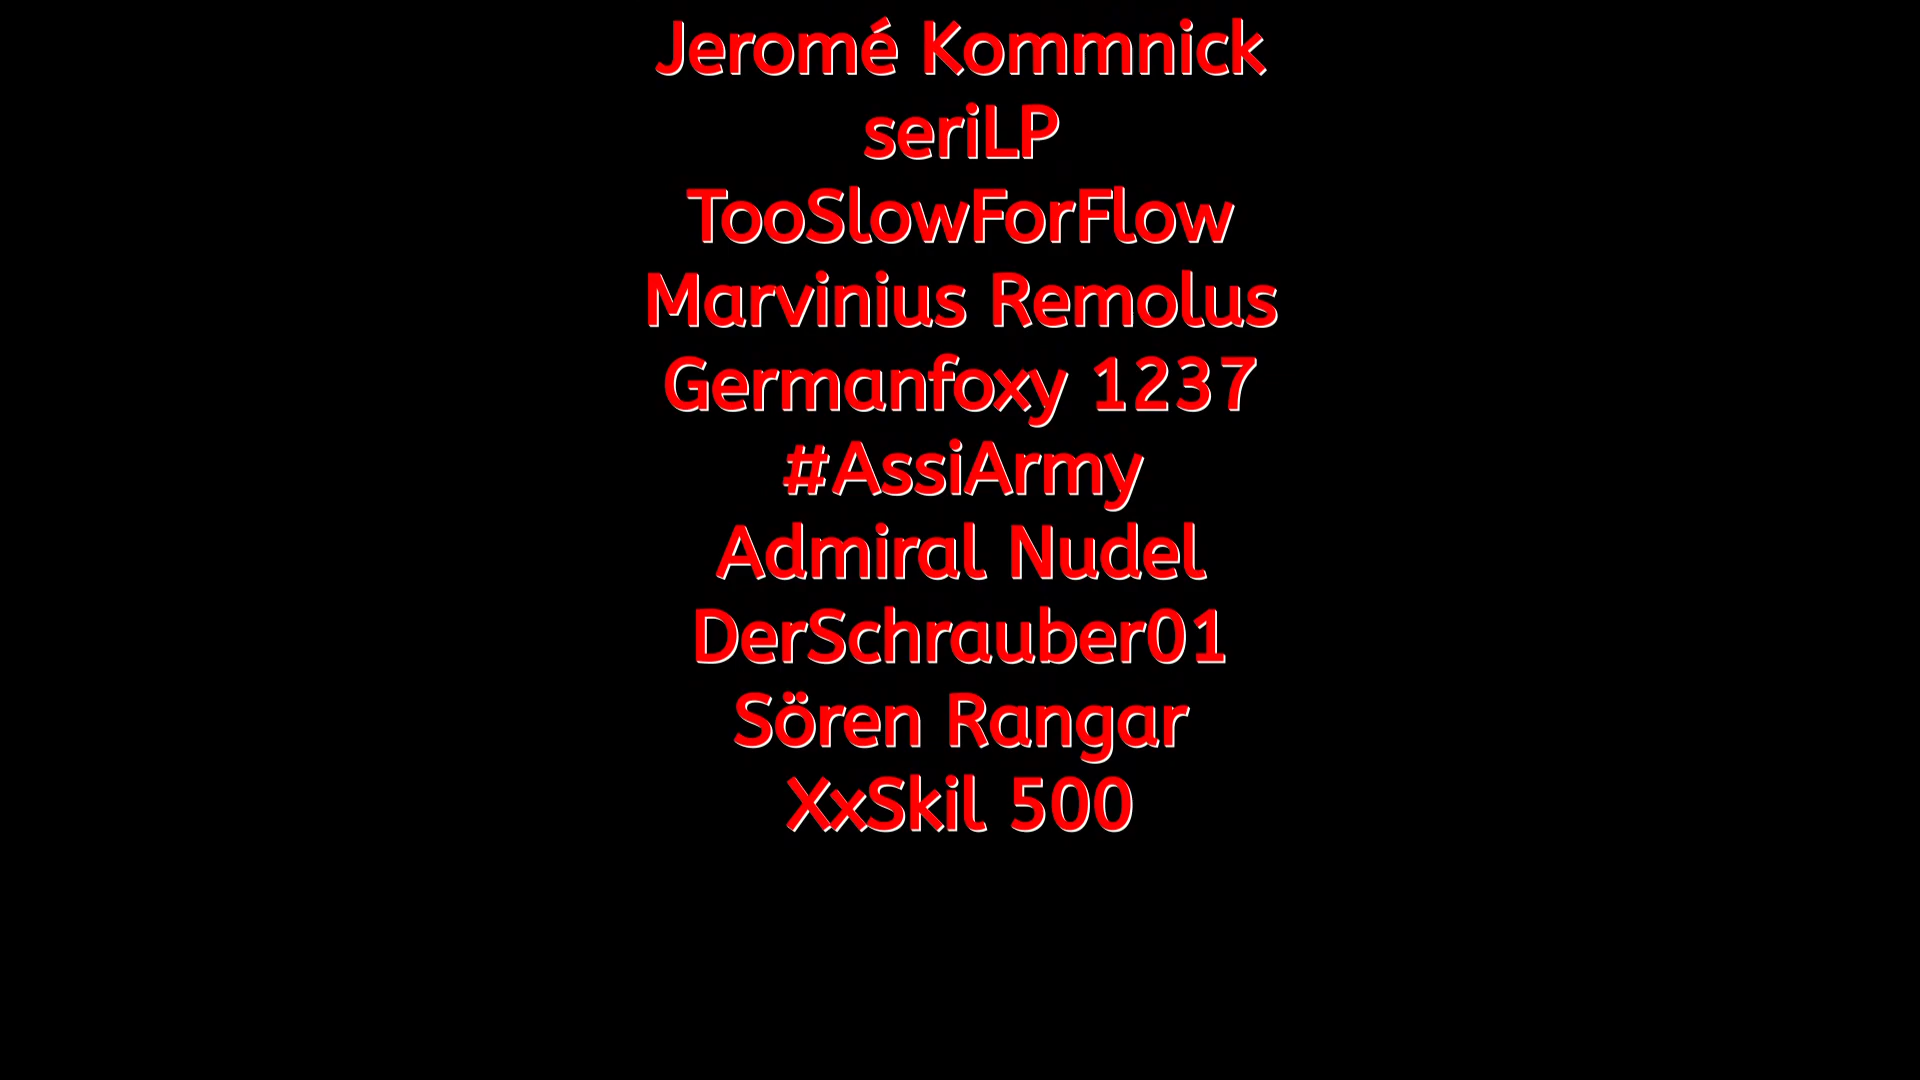 Jeromé Kommnick
seriLP
TooSlowForFlow
Marvinius Remolus
Germanfoxy 1237
#AssiArmy
Admiral Nudel
DerSchrauber01
Sören Rangar
XxSkil 500